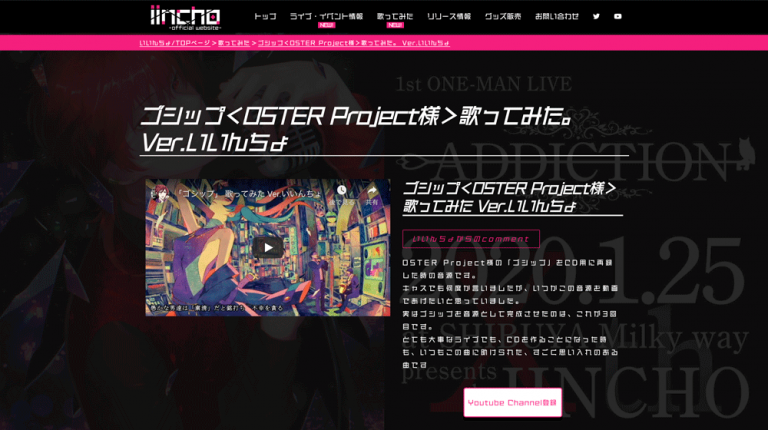 iincho
-official website-
トップ
ライブ・イベント情報
NEW
歌ってみた
NEW
リリース情報
グッズ販売
お問い合わせ
いいんちょ/TOPページ > 歌ってみた > ゴシップ<OSTER Project様>歌ってみた。 Ver.いいんちょ
1st ONE-MAN LIVE
ゴシップ<OSTER Project様>歌ってみた。
Ver.いいんちょ
ADDICTION
「ゴシップ」 歌ってみた Ver.いいんちょ
共有
ゴシップ<OSTER Project様>
歌ってみた Ver.いいんちょ
いいんちょからのcomment
OSTER Project様の「ゴシップ」をCD用に再録
した時の音源です。
キャスでも何度か言いましたが、いつかこの音源を動画
であげたいと思っていました。
実はゴシップを音源として完成させたのは、これが3回
目です。
とても大事なライブでも、CDを作ることになった時
も、いつもこの曲に助けられた、すごく思い入れのある
曲です
.1.25
at SHIBUYA Milky way
presents
IINCHO
Youtube Channel登録